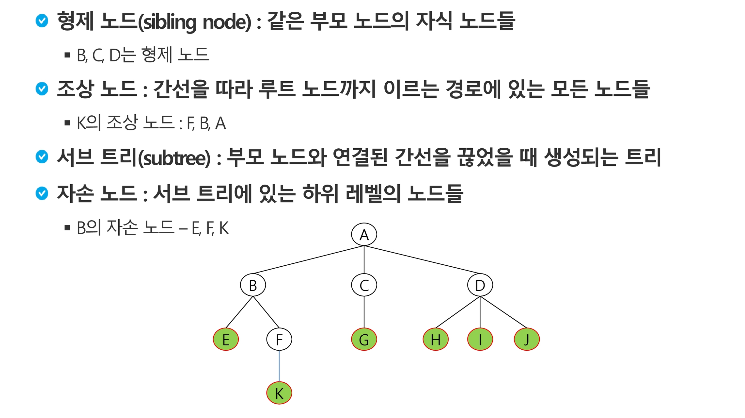 형제 노드(sibling node) : 같은 부모 노드의 자식 노드들
B, C, D는 형제 노드
조상 노드 : 간선을 따라 루트 노드까지 이르는 경로에 있는 모든 노드들
K의 조상 노드 : F, B, A
서브 트리(subtree) : 부모 노드와 연결된 간선을 끊었을 때 생성되는 트리
자손 노드 : 서브 트리에 있는 하위 레벨의 노드들
B의 자손 노드 – E, F, K
A
B C D
E F G H I J
K